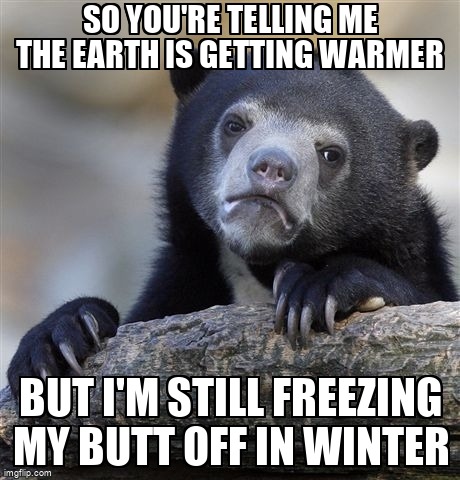 SO YOU'RE TELLING ME
THE EARTH IS GETTING WARMER
BUT I'M STILL FREEZING
MY BUTT OFF IN WINTER
imgflip.com